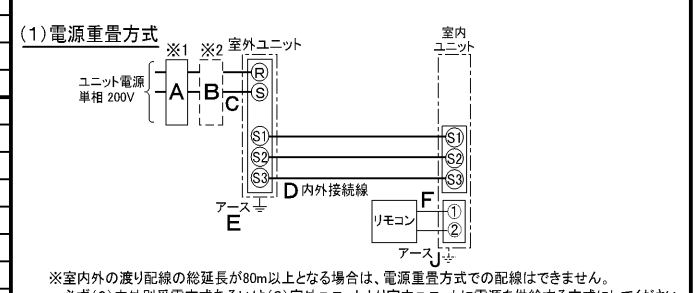 (1)電源重畳方式
※1 ※2 室外ユニット
室内
ユニット
ユニット電源
単相 200V
A B C
R
S
S1 S1
S2 S2
S3 S3
D 内外接続線
アース
E
F
リモコン
①
②
アース J
※室内外の渡り配線の総延長が80m以上となる場合は、電源重畳方式での配線はできません。